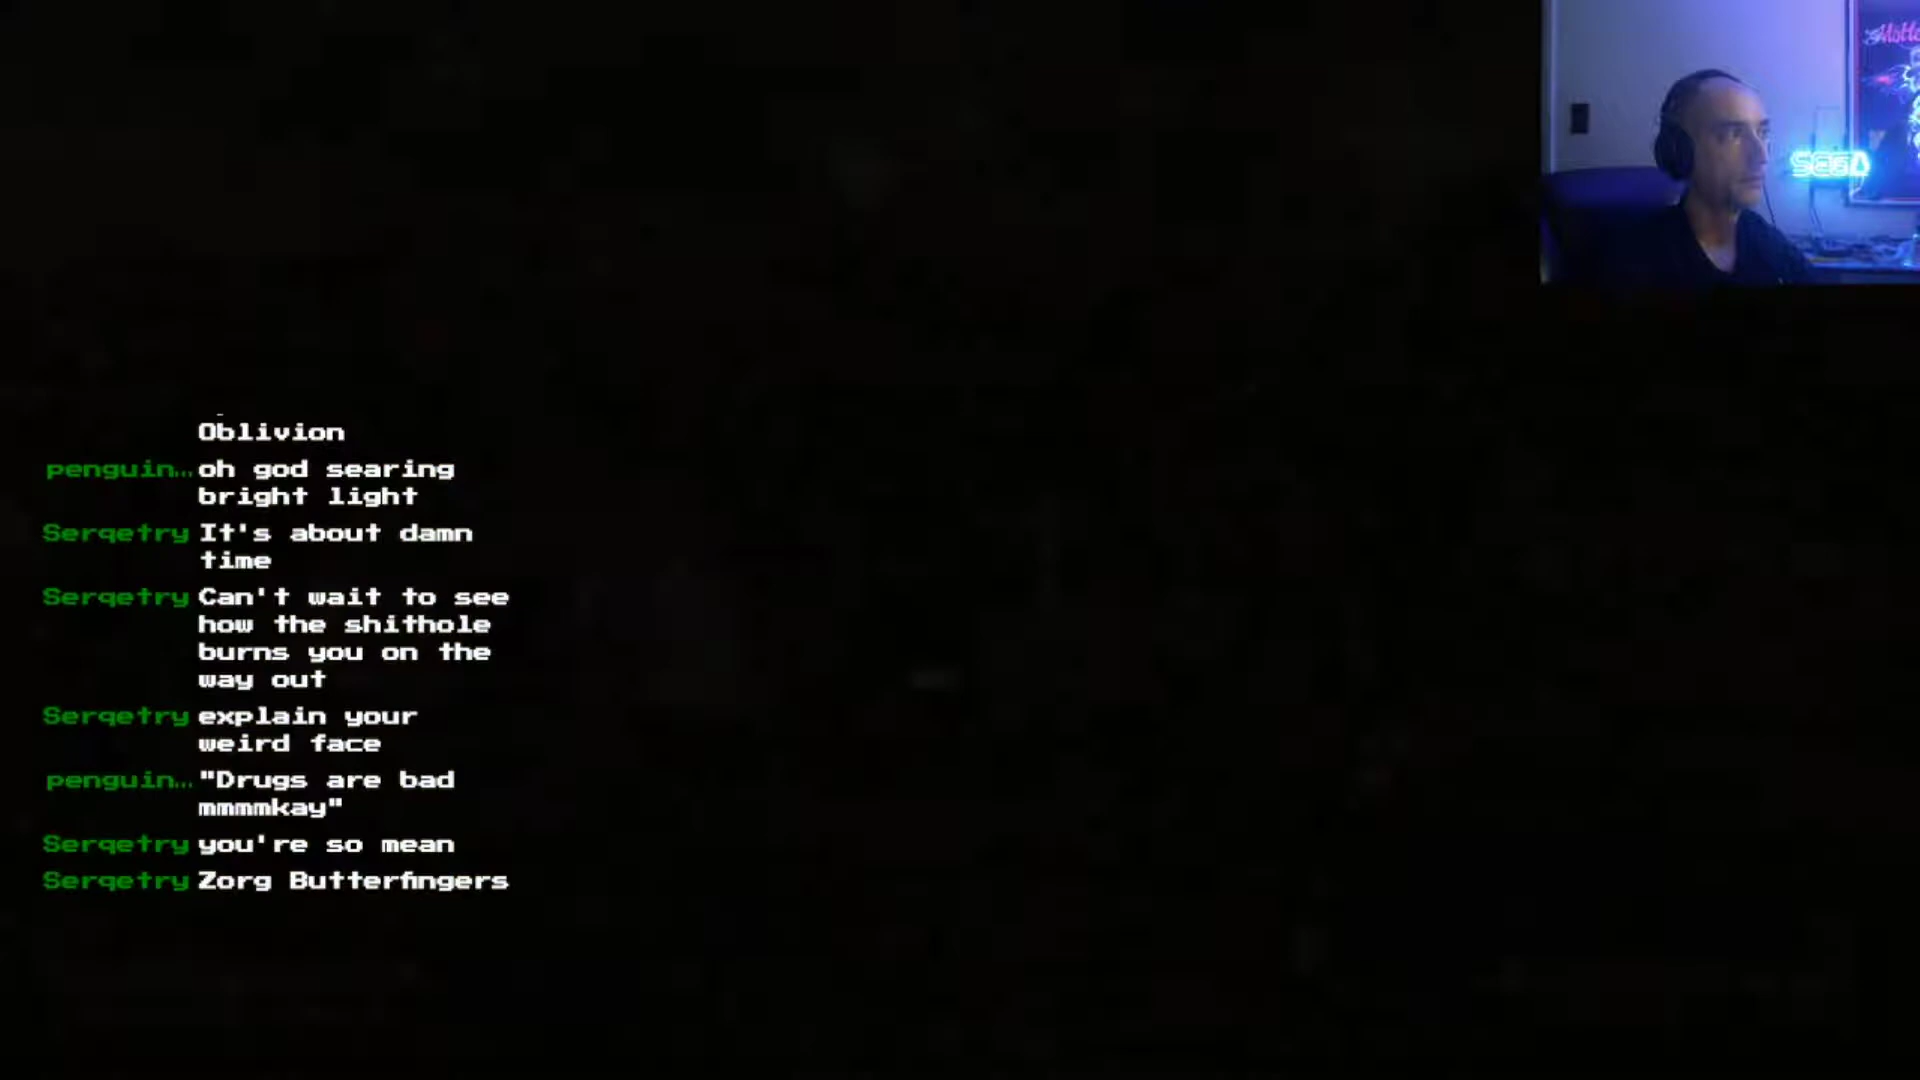 Oblivion
penguin… oh god searing
bright light
Serqetry It's about damn
time
Serqetry Can't wait to see
how the shithole
burns you on the
way out
Serqetry explain your
weird face
penguin… "Drugs are bad
mmmmkay"
Serqetry you're so mean
Serqetry Zorg Butterfingers
SEGA